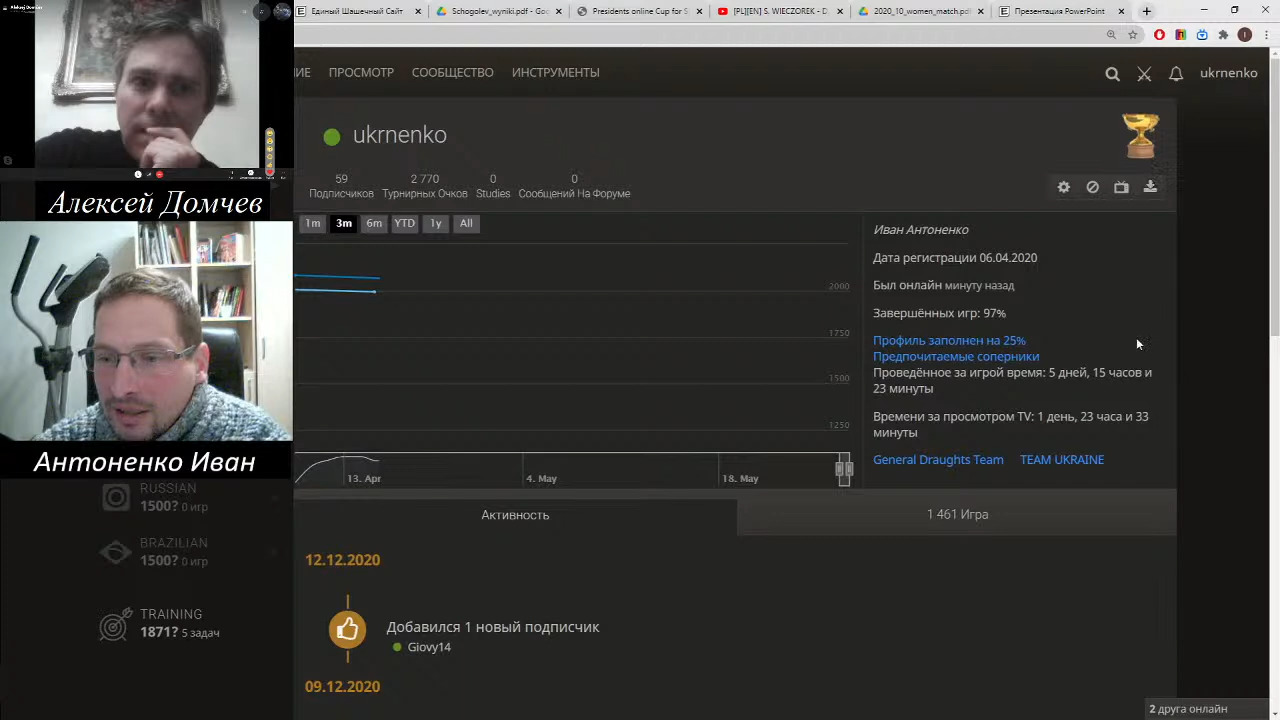 Единый Шашечный Сайт
Schogolev_wyniki.pdf - Goo
Presidents online Cup for S
[PL][EN] S. WIECZOREK - D
2020_10_women_match.pdf
Презентация PowerPoint
ИЕ
ПРОСМОТР
СООБЩЕСТВО
ИНСТРУМЕНТЫ
ukrnenko
ukrnenko
59
2 770
0
0
Подписчиков
Турнирных Очков
Studies
Сообщений На Форуме
1m
3m
6m
YTD
1y
All
2000
1750
1500
1250
13. Apr
4. May
18. May
Иван Антоненко
Дата регистрации 06.04.2020
Был онлайн минуту назад
Завершённых игр: 97%
Профиль заполнен на 25%
Предпочитаемые соперники
Проведённое за игрой время: 5 дней, 15 часов и
23 минуты
Времени за просмотром TV: 1 день, 23 часа и 33
минуты
General Draughts Team
TEAM UKRAINE
Алексей Домчев
Антоненко Иван
RUSSIAN
1500? 0 игр
BRAZILIAN
1500? 0 игр
TRAINING
1871? 5 задач
Активность
1 461 Игра
12.12.2020
Добавился 1 новый подписчик
Giovy14
09.12.2020
2 друга онлайн